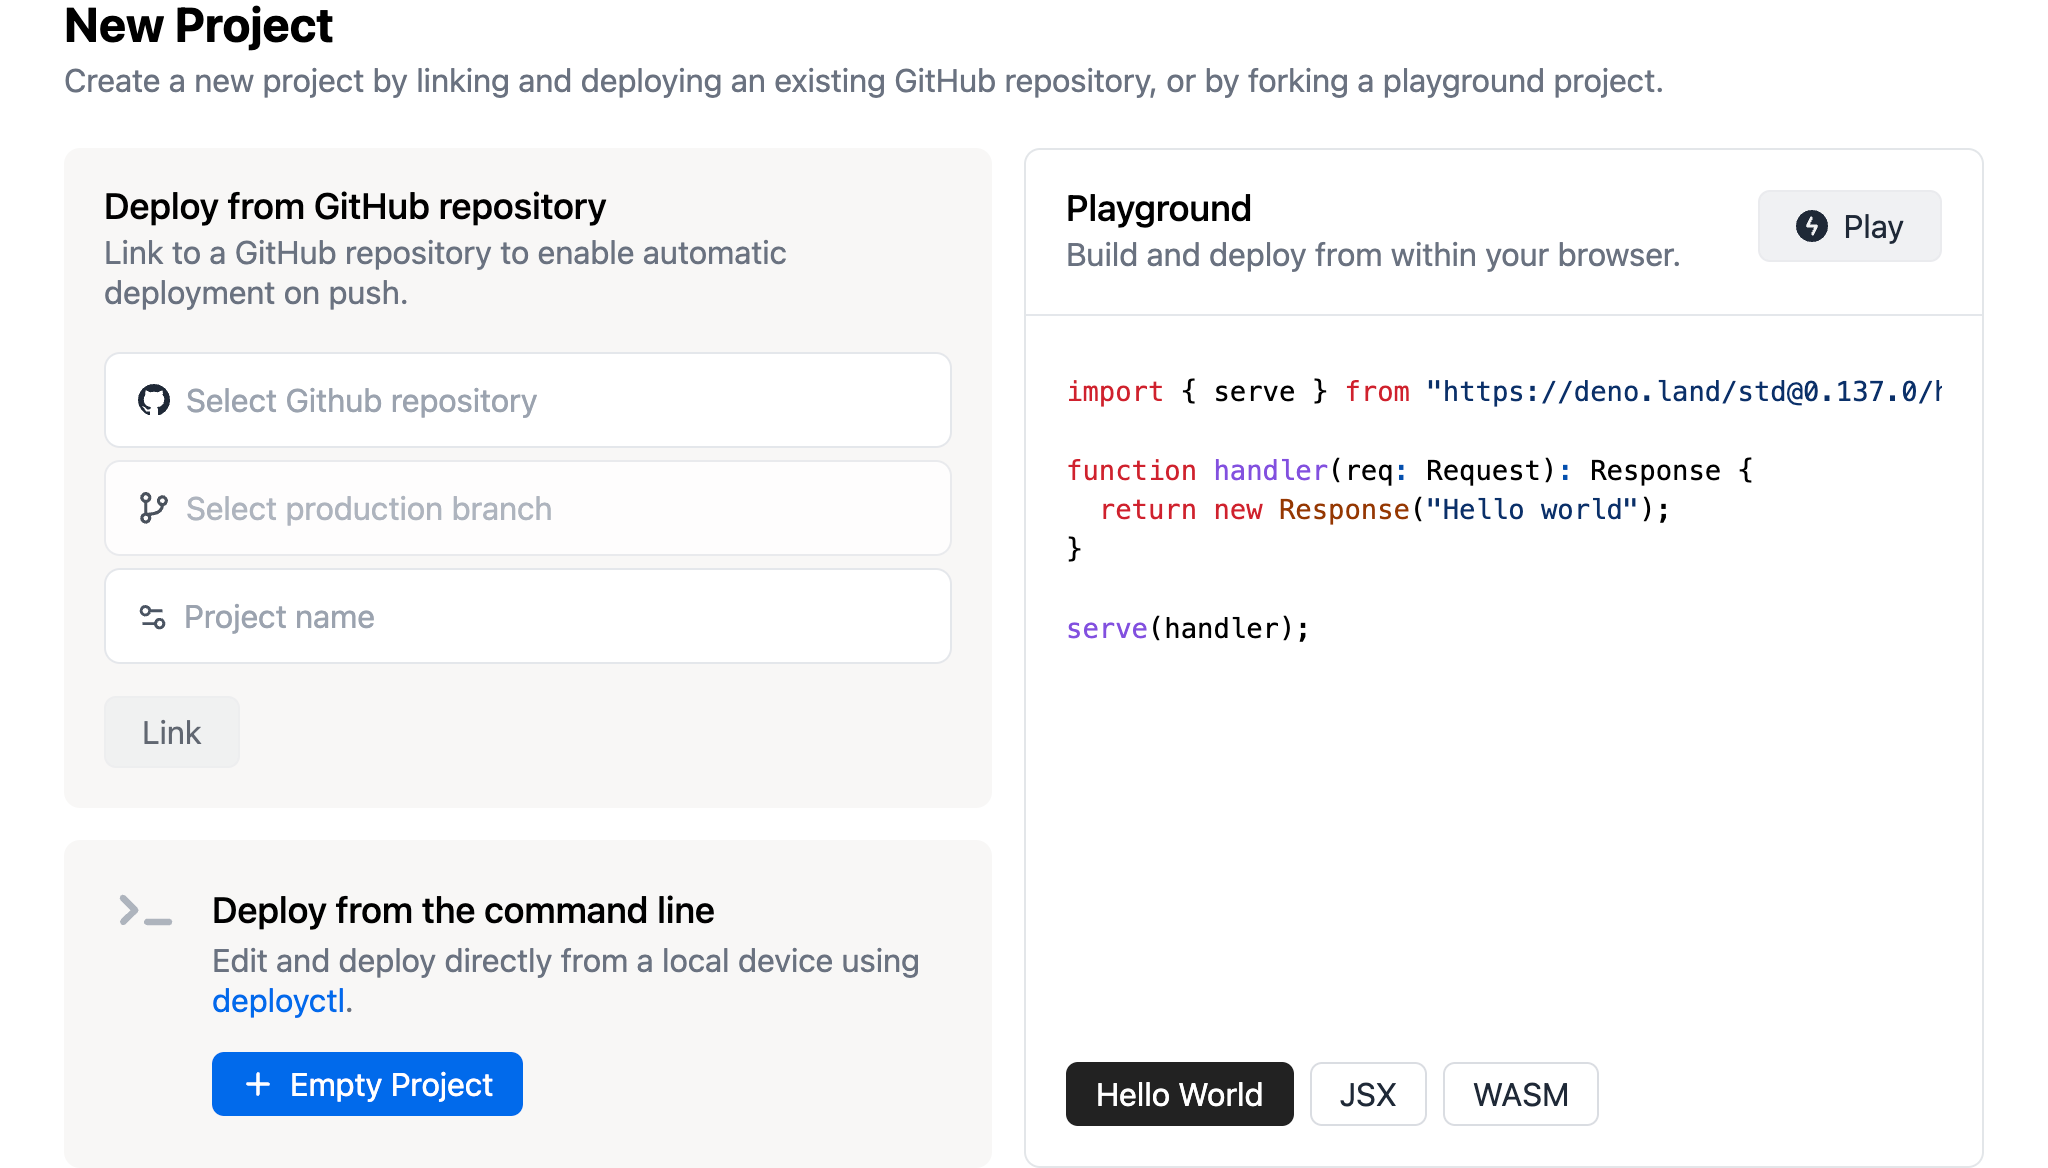 New Project
Create a new project by linking and deploying an existing GitHub repository, or by forking a playground project.
Deploy from GitHub repository
Link to a GitHub repository to enable automatic
deployment on push.
Select Github repository
Select production branch
Project name
Link
Deploy from the command line
Edit and deploy directly from a local device using
deployctl.
+ Empty Project
Playground
Build and deploy from within your browser.
Play
import { serve } from "https://deno.land/std@0.137.0/h
function handler(req: Request): Response {
  return new Response("Hello world");
}
serve(handler);
Hello World
JSX
WASM